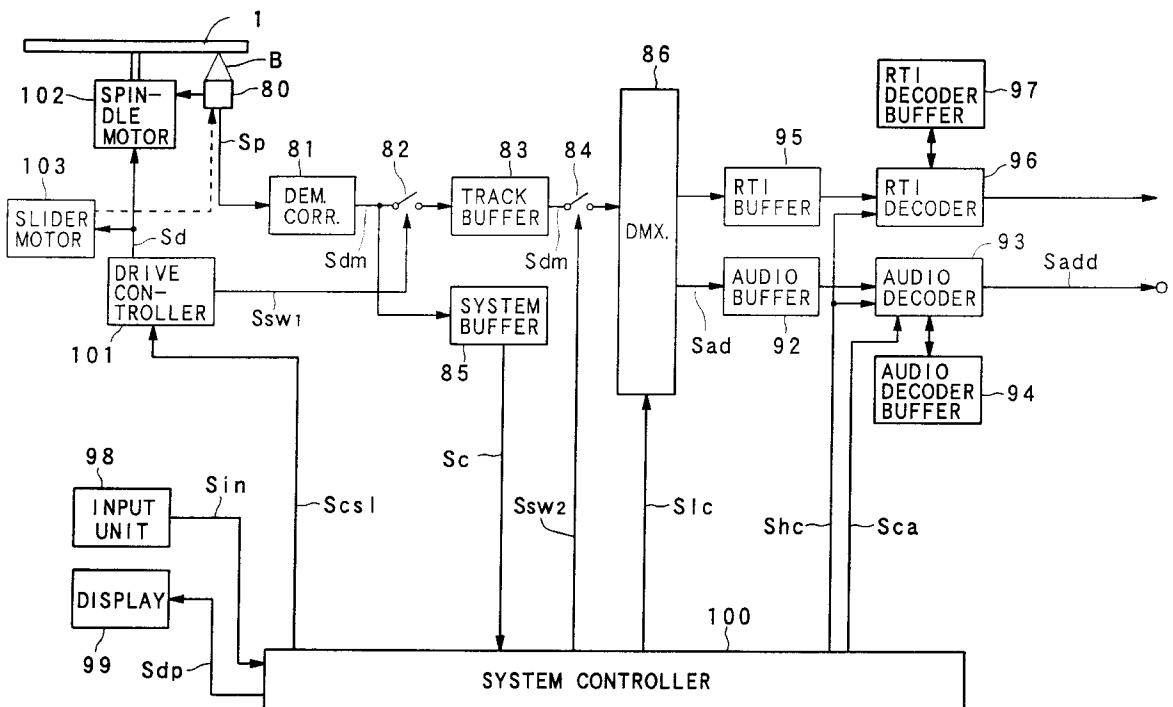 1
B
86
102
SPIN-
DLE
MOTOR
80
RTI
DECODER
BUFFER
97
Sp
81
82
83
84
95
96
103
SLIDER
MOTOR
DEM.
CORR.
TRACK
BUFFER
DMX.
RTI
BUFFER
RTI
DECODER
Sd
Sdm
Sdm
93
DRIVE
CON-
TROLLER
Ssw1
SYSTEM
BUFFER
AUDIO
BUFFER
AUDIO
DECODER
Sadd
101
85
Sad
92
AUDIO
DECODER
BUFFER
94
98
Sin
INPUT
UNIT
Scsl
Sc
Ssw2
Slc
Shc
Sca
DISPLAY
99
Sdp
100
SYSTEM CONTROLLER